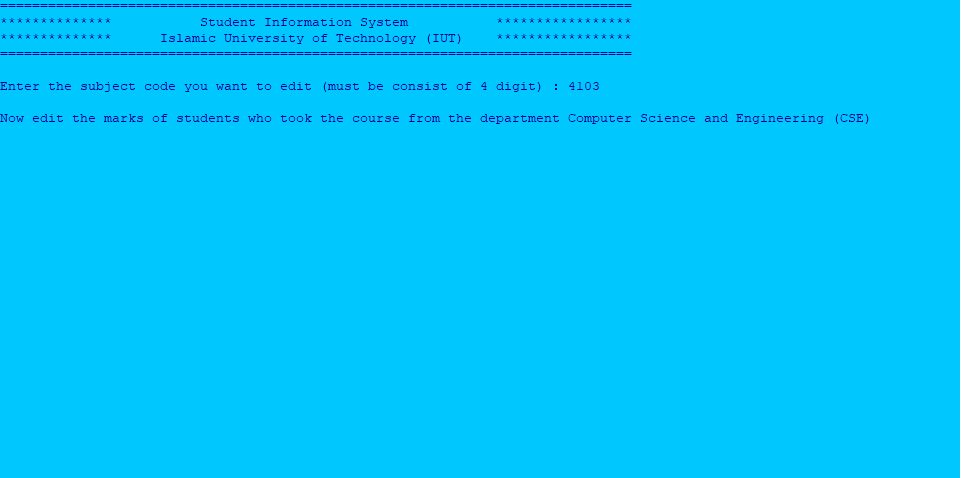 ===============================================================================
************** Student Information System *****************
************** Islamic University of Technology (IUT) *****************
===============================================================================
Enter the subject code you want to edit (must be consist of 4 digit) : 4103
Now edit the marks of students who took the course from the department Computer Science and Engineering (CSE)